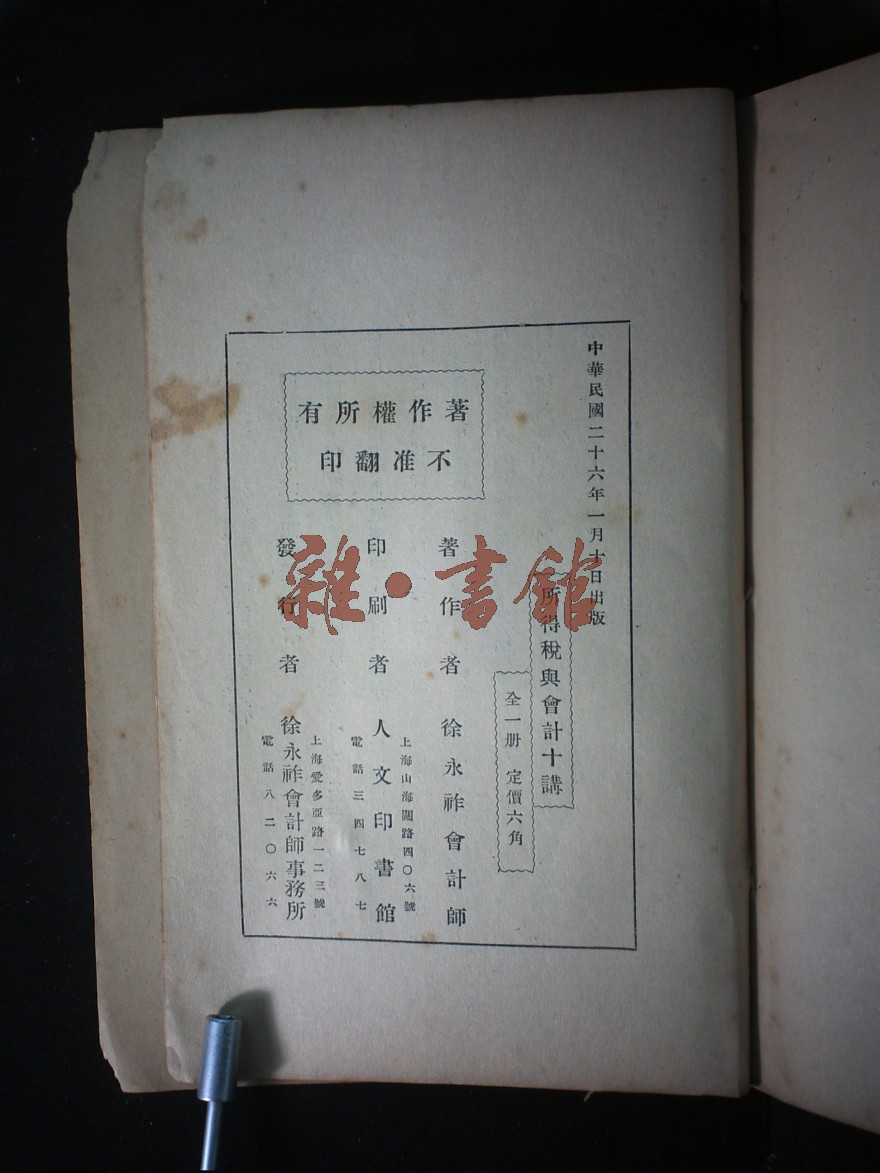 中華民國二十六年一月十日出版
所得稅與會計十講
全一册　定價六角
著作權所有
不准翻印
著作者　徐永祚會計師
印刷者　人文印書館
上海山海關路四〇六號
電話三四七八七
發行者　徐永祚會計師事務所
上海愛多亞路一二三號
電話八二〇六六
雜·書館